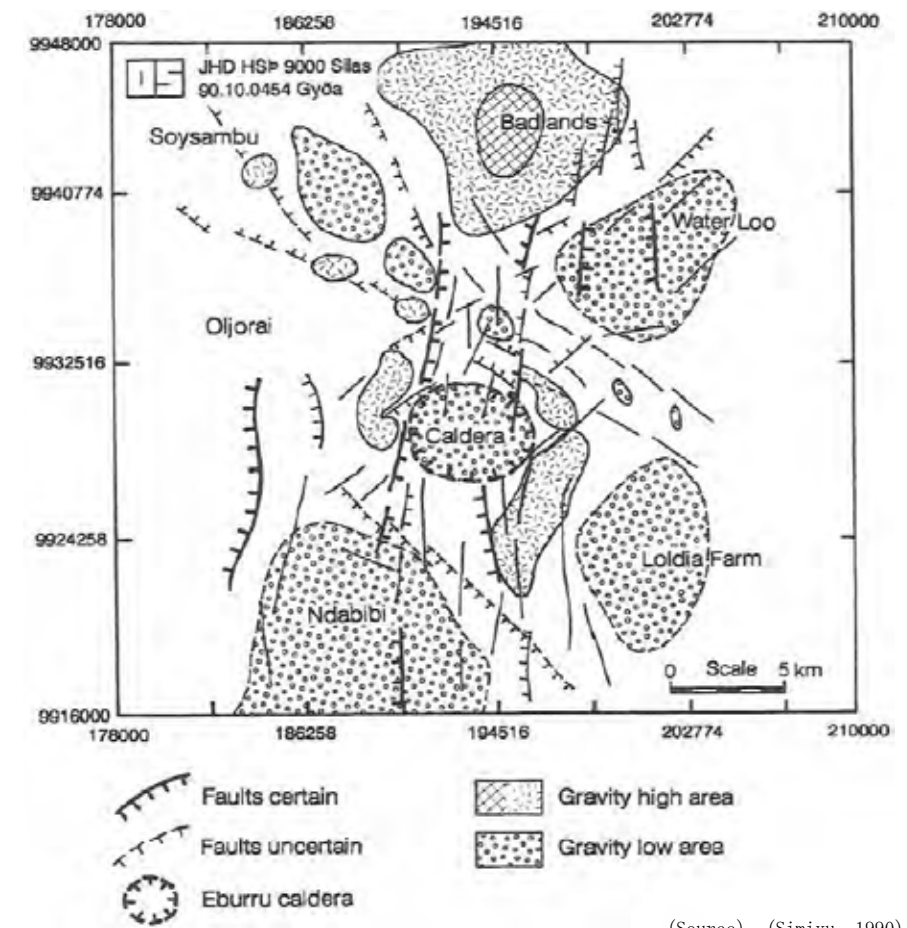 178000 186258 194516 202774 210000
9948000
JHD HSÞ 9000 Silas
90.10.0454 Gyða
Soysambu
Badlands
9940774
Water/Loo
Oljorai
9932516
Caldera
9924258
Loldia Farm
Ndabibi
0 Scale 5 km
9916000
178000 186258 194516 202774 210000
Faults certain
Gravity high area
Faults uncertain
Gravity low area
Eburru caldera
(Source) (Simiyu, 1990)